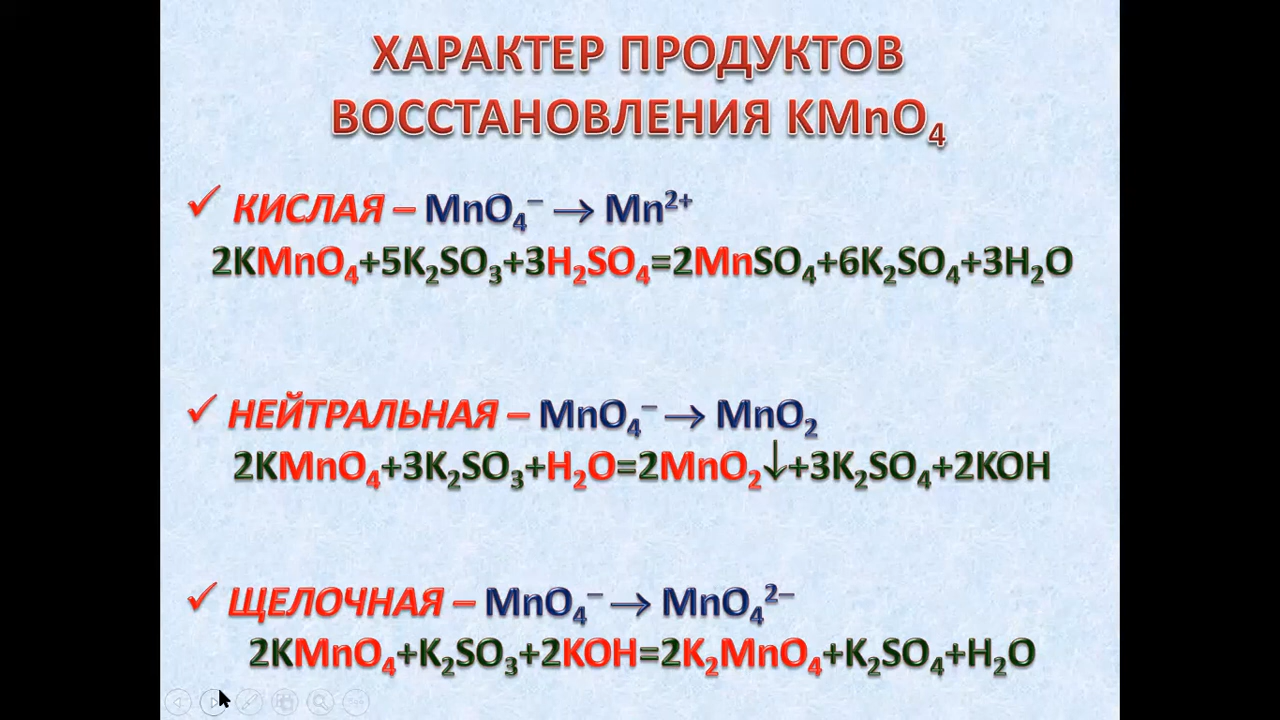 ХАРАКТЕР ПРОДУКТОВ
ВОССТАНОВЛЕНИЯ KMnO₄
✓ КИСЛАЯ – MnO₄⁻ → Mn²⁺
2KMnO₄+5K₂SO₃+3H₂SO₄=2MnSO₄+6K₂SO₄+3H₂O
✓ НЕЙТРАЛЬНАЯ – MnO₄⁻ → MnO₂
2KMnO₄+3K₂SO₃+H₂O=2MnO₂↓+3K₂SO₄+2KOH
✓ ЩЕЛОЧНАЯ – MnO₄⁻ → MnO₄²⁻
2KMnO₄+K₂SO₃+2KOH=2K₂MnO₄+K₂SO₄+H₂O